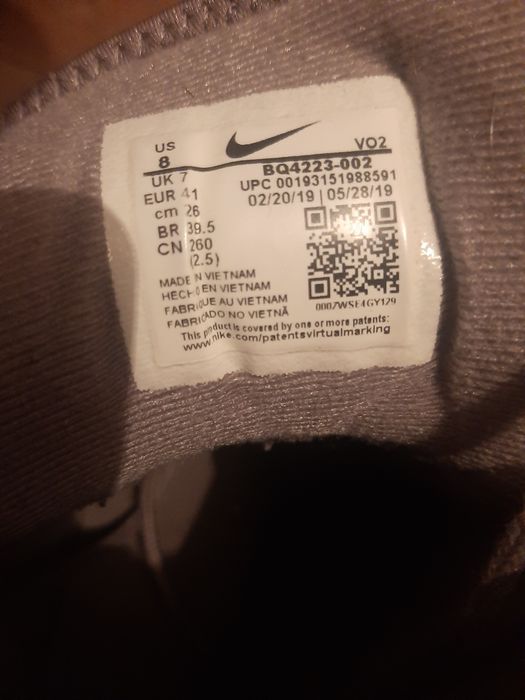 US
8
VO2
BQ4223-002
UK 7
UPC 00193151988591
EUR 41
02/20/19 | 05/28/19
cm 26
BR 39.5
CN 260
(2.5)
MADE IN VIETNAM
HECHO EN VIETNAM
FABRIQUE AU VIETNAM
FABRICADO NO VIETNÃ
000ZWSE4GY129
This product is covered by one or more patents:
www.nike.com/patentsvirtualmarking